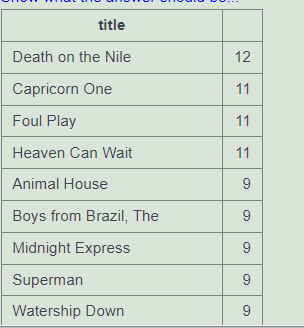 Show what the answer should be...
title
Death on the Nile 12
Capricorn One 11
Foul Play 11
Heaven Can Wait 11
Animal House 9
Boys from Brazil, The 9
Midnight Express 9
Superman 9
Watership Down 9